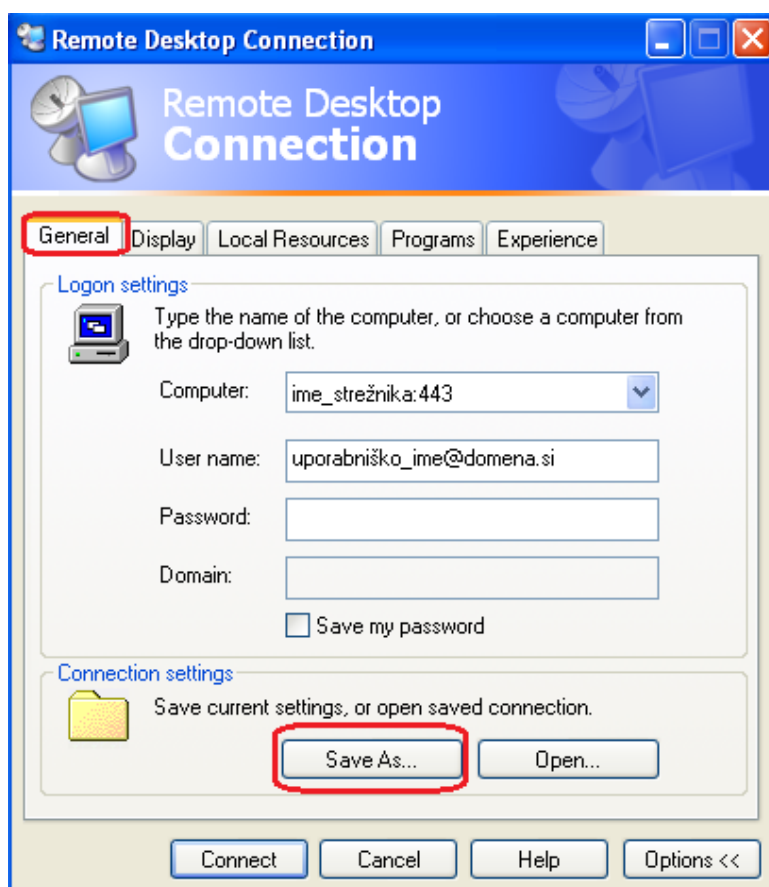 Remote Desktop Connection
Remote Desktop
Connection
General Display Local Resources Programs Experience
Logon settings
Type the name of the computer, or choose a computer from
the drop-down list.
Computer: ime_strežnika:443
User name: uporabniško_ime@domena.si
Password:
Domain:
Save my password
Connection settings
Save current settings, or open saved connection.
Save As... Open...
Connect Cancel Help Options <<